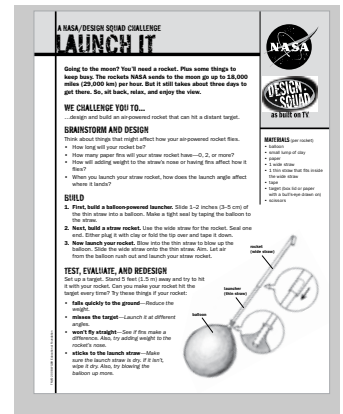 A NASA/DESIGN SQUAD CHALLENGE
LAUNCH IT
NASA
Going to the moon? You'll need a rocket. Plus some things to
keep busy. The rockets NASA sends to the moon go up to 18,000
miles (29,000 km) per hour. But it still takes about three days to
get there. So, sit back, relax, and enjoy the view.
DESIGN
SQUAD
as built on TV
WE CHALLENGE YOU TO...
...design and build an air-powered rocket that can hit a distant target.
BRAINSTORM AND DESIGN
Think about things that might affect how your air-powered rocket flies.
• How long will your rocket be?
• How many paper fins will your straw rocket have—0, 2, or more?
• How will adding weight to the straw's nose or having fins affect how it
flies?
• When you launch your straw rocket, how does the launch angle affect
where it lands?
MATERIALS (per rocket)
• balloon
• small lump of clay
• paper
• 1 wide straw
• 1 thin straw that fits inside
the wide straw
• tape
• target (box lid or paper
with a bull's-eye drawn on)
• scissors
BUILD
1. First, build a balloon-powered launcher. Slide 1–2 inches (3–5 cm) of
the thin straw into a balloon. Make a tight seal by taping the balloon to
the straw.
2. Next, build a straw rocket. Use the wide straw for the rocket. Seal one
end. Either plug it with clay or fold the tip over and tape it down.
3. Now launch your rocket. Blow into the thin straw to blow up the
balloon. Slide the wide straw onto the thin straw. Aim. Let air
from the balloon rush out and launch your straw rocket.
TEST, EVALUATE, AND REDESIGN
Set up a target. Stand 5 feet (1.5 m) away and try to hit
it with your rocket. Can you make your rocket hit the
target every time? Try these things if your rocket:
• falls quickly to the ground—Reduce the
weight.
• misses the target—Launch it at different
angles.
• won't fly straight—See if fins make a
difference. Also, try adding weight to the
rocket's nose.
• sticks to the launch straw—Make
sure the launch straw is dry. If it isn't,
wipe it dry. Also, try blowing the
balloon up more.
rocket
(wide straw)
launcher
(thin straw)
balloon